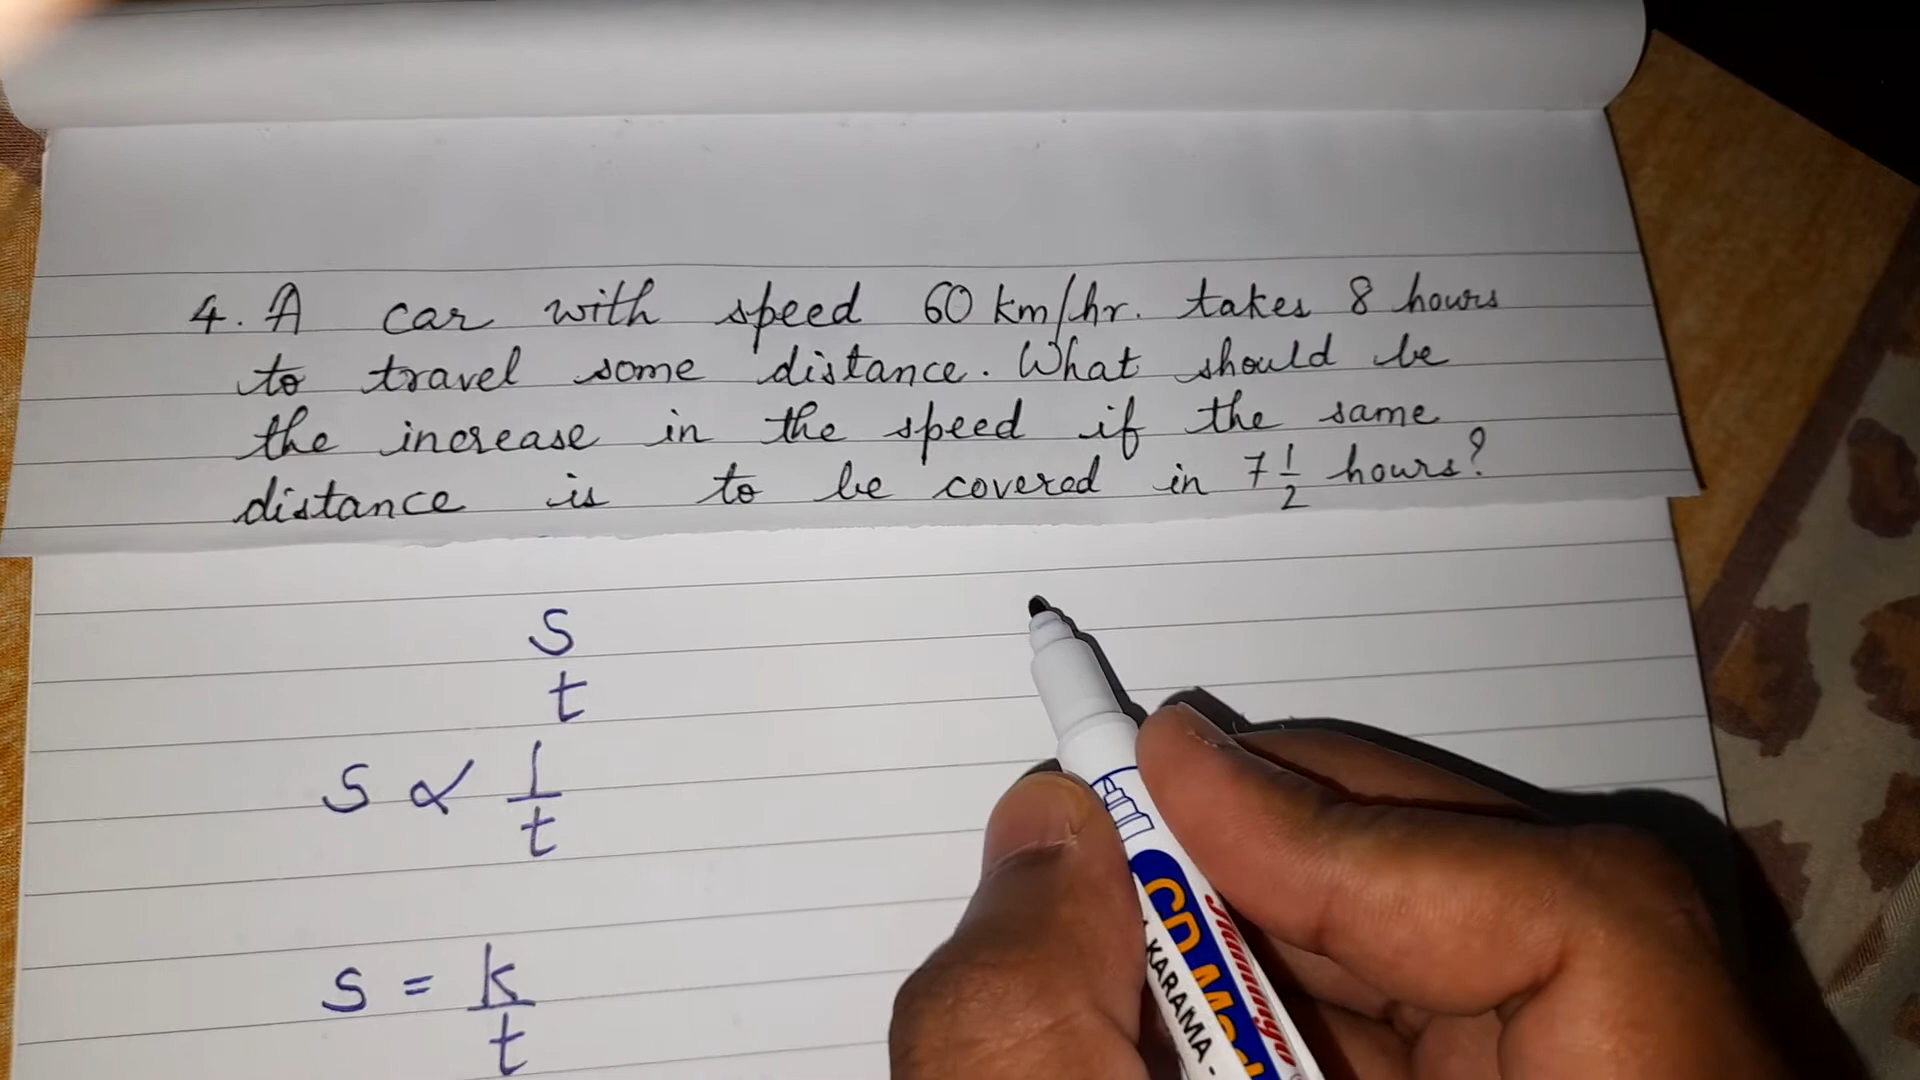 4. A car with speed 60 km/hr. takes 8 hours
to travel some distance. What should be
the increase in the speed if the same
distance is to be covered in 7 1/2 hours?
S
t
S ∝ 1/t
S = k/t
KARAMA -